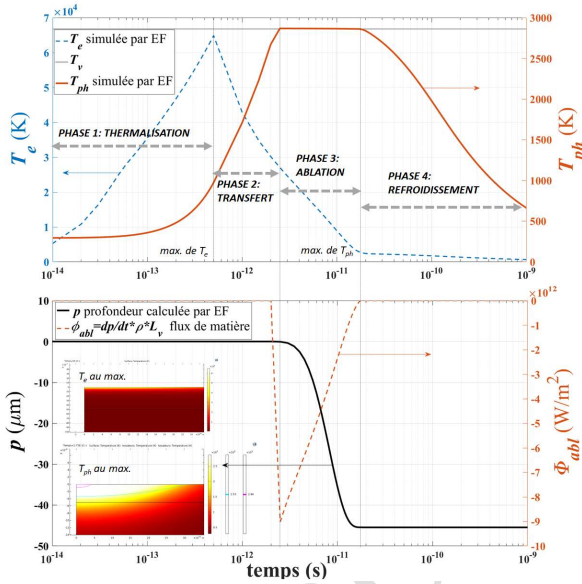 ×10⁴
7
6
5
4
3
2
1
0
T_e (K)
T_e simulée par EF
T_v
T_ph simulée par EF
PHASE 1: THERMALISATION
PHASE 2:
TRANSFERT
PHASE 3:
ABLATION
PHASE 4:
REFROIDISSEMENT
max. de T_e
max. de T_ph
3000
2500
2000
1500
1000
500
0
T_ph (K)
10⁻¹⁴ 10⁻¹³ 10⁻¹² 10⁻¹¹ 10⁻¹⁰ 10⁻⁹
×10¹²
10
0
-10
-20
-30
-40
-50
p (μm)
p profondeur calculée par EF
ϕ_abl=dp/dt*ρ*L_v flux de matière
T_e au max.
T_ph au max.
0
-1
-2
-3
-4
-5
-6
-7
-8
-9
-10
Φ_abl (W/m²)
10⁻¹⁴ 10⁻¹³ 10⁻¹² 10⁻¹¹ 10⁻¹⁰ 10⁻⁹
temps (s)